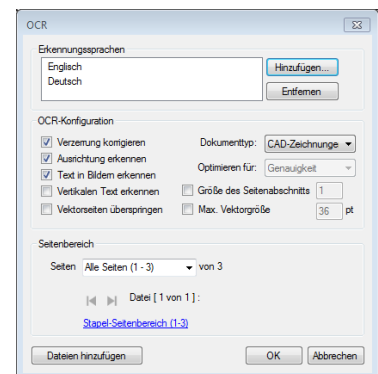 OCR
Erkennungssprachen
Englisch
Deutsch
Hinzufügen...
Entfernen
OCR-Konfiguration
Verzerrung korrigieren
Ausrichtung erkennen
Text in Bildern erkennen
Vertikalen Text erkennen
Vektorseiten überspringen
Dokumenttyp: CAD-Zeichnunge
Optimieren für: Genauigkeit
Größe des Seitenabschnitts 1
Max. Vektorgröße 36 pt
Seitenbereich
Seiten Alle Seiten (1 - 3) von 3
Datei [ 1 von 1 ] :
Stapel-Seitenbereich (1-3)
Dateien hinzufügen OK Abbrechen